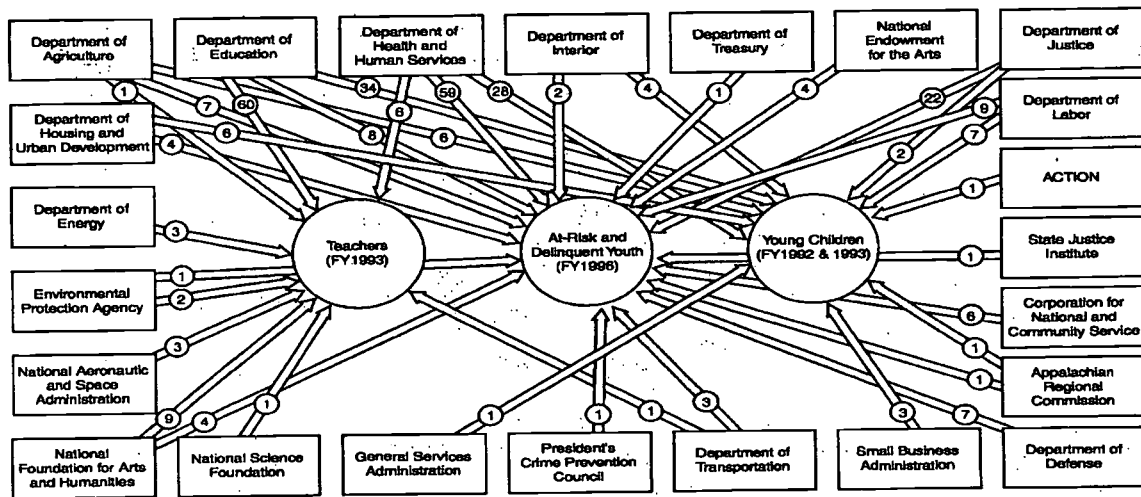 Department of
Agriculture
Department of
Education
Department of
Health and
Human Services
Department of
Interior
Department of
Treasury
National
Endowment
for the Arts
Department of
Justice
1
7
60
34
6
59
28
2
4
1
4
22
9
Department of
Housing and
Urban Development
6
4
8
6
2
7
Department of
Labor
ACTION
1
Department of
Energy
3
Teachers
(FY1993)
At-Risk and
Delinquent Youth
(FY1996)
Young Children
(FY1992 & 1993)
1
State Justice
Institute
Environmental
Protection Agency
1
2
6
Corporation for
National and
Community Service
National Aeronautic
and Space
Administration
3
1
1
Appalachian
Regional
Commission
9
4
1
1
1
1
3
3
7
National
Foundation for Arts
and Humanities
National Science
Foundation
General Services
Administration
President's
Crime Prevention
Council
Department of
Transportation
Small Business
Administration
Department of
Defense